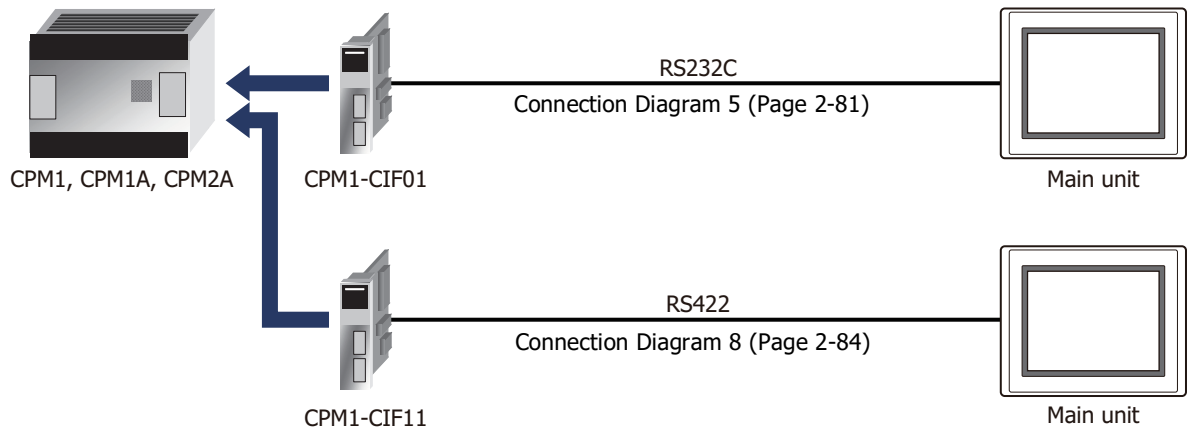 RS232C
Connection Diagram 5 (Page 2-81)
CPM1, CPM1A, CPM2A
CPM1-CIF01
Main unit
RS422
Connection Diagram 8 (Page 2-84)
CPM1-CIF11
Main unit